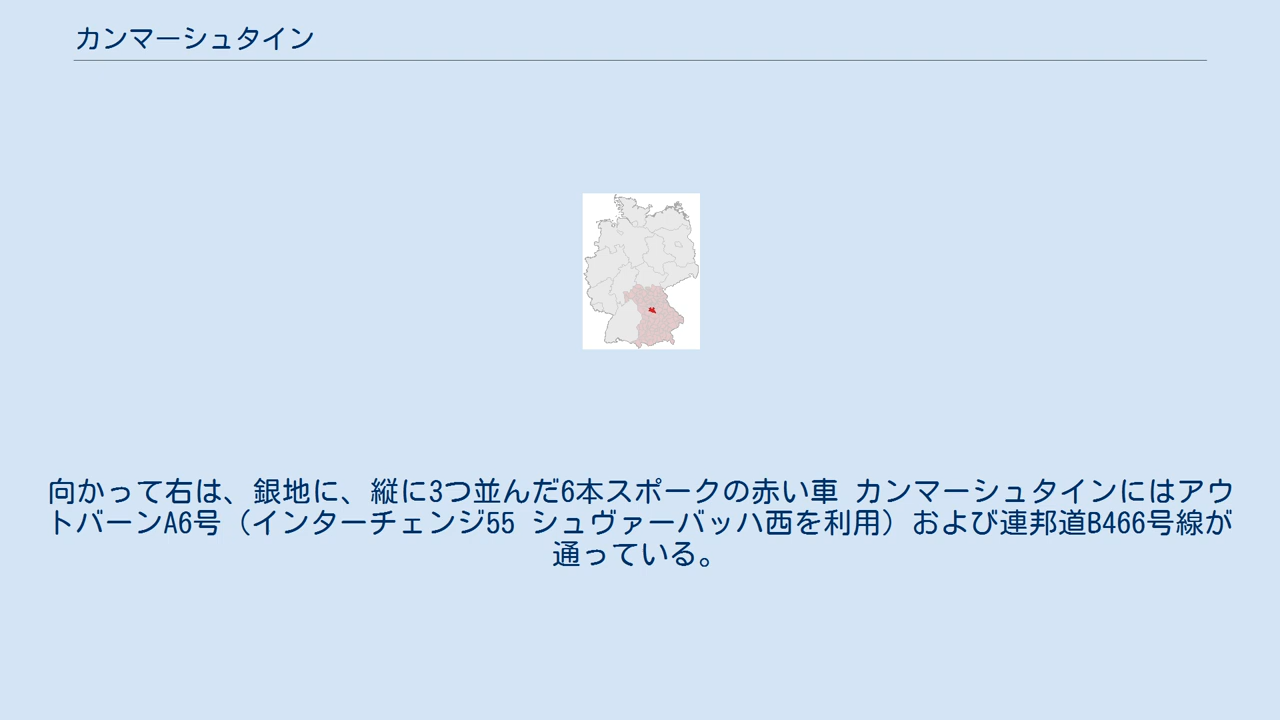 カンマーシュタイン
向かって右は、銀地に、縦に3つ並んだ6本スポークの赤い車 カンマーシュタインにはアウ
トバーンA6号（インターチェンジ55 シュヴァーバッハ西を利用）および連邦道B466号線が
通っている。